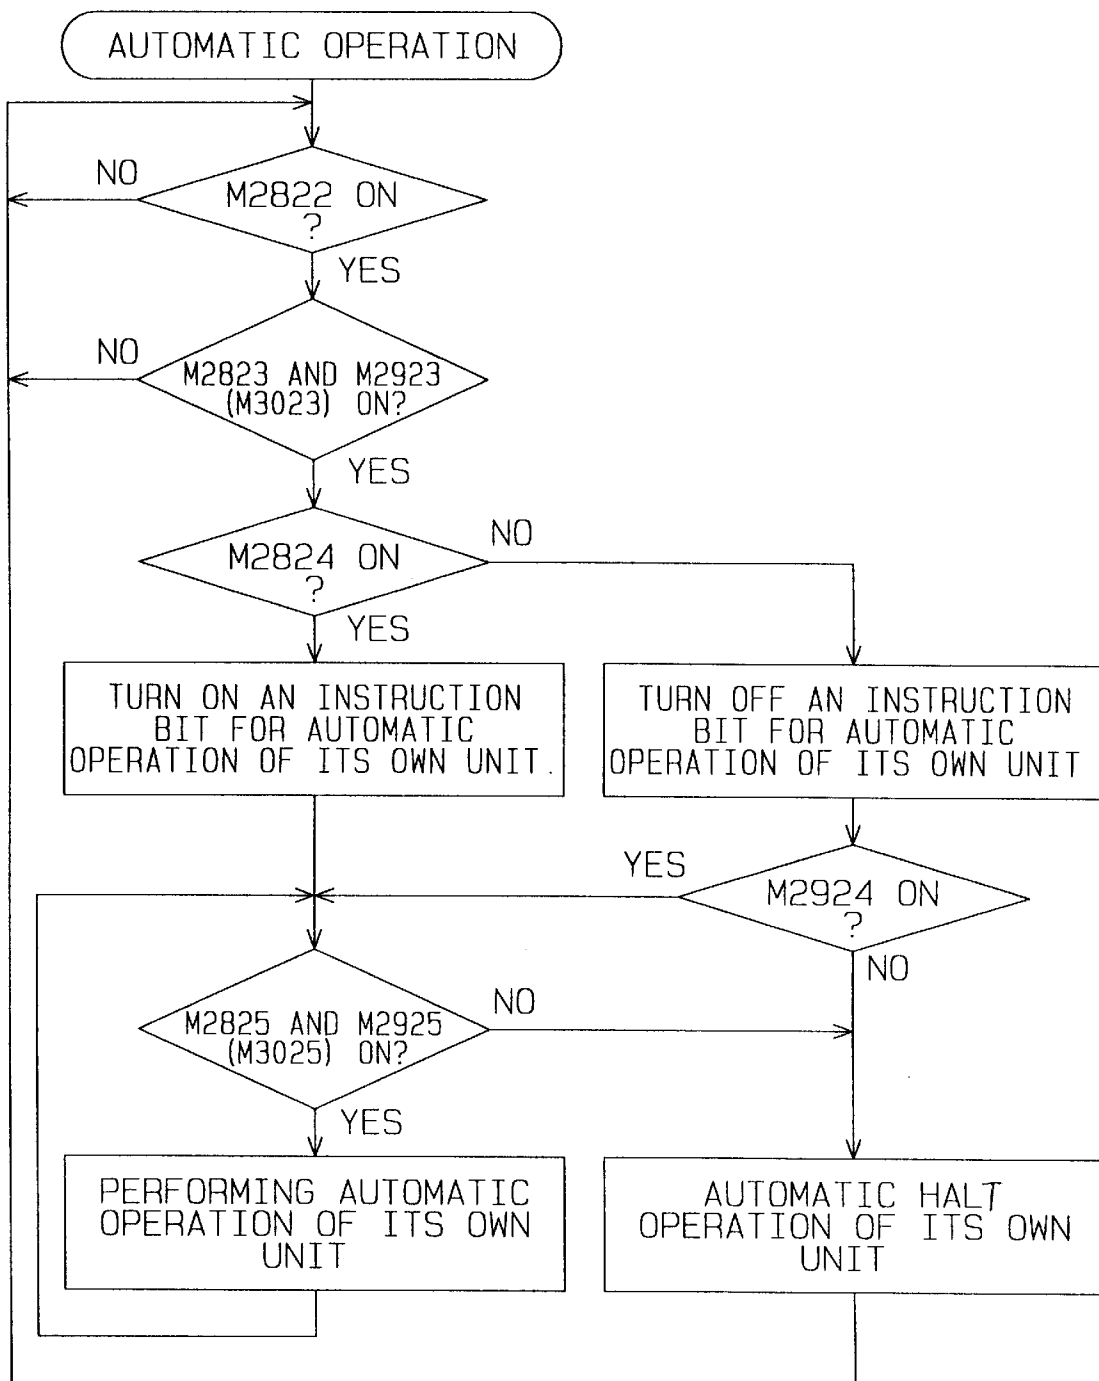 AUTOMATIC OPERATION
NO
M2822 ON
?
YES
NO
M2823 AND M2923
(M3023) ON?
YES
M2824 ON
?
NO
YES
TURN ON AN INSTRUCTION
BIT FOR AUTOMATIC
OPERATION OF ITS OWN UNIT.
TURN OFF AN INSTRUCTION
BIT FOR AUTOMATIC
OPERATION OF ITS OWN UNIT
YES
M2924 ON
?
NO
M2825 AND M2925
(M3025) ON?
NO
YES
PERFORMING AUTOMATIC
OPERATION OF ITS OWN
UNIT
AUTOMATIC HALT
OPERATION OF ITS OWN
UNIT